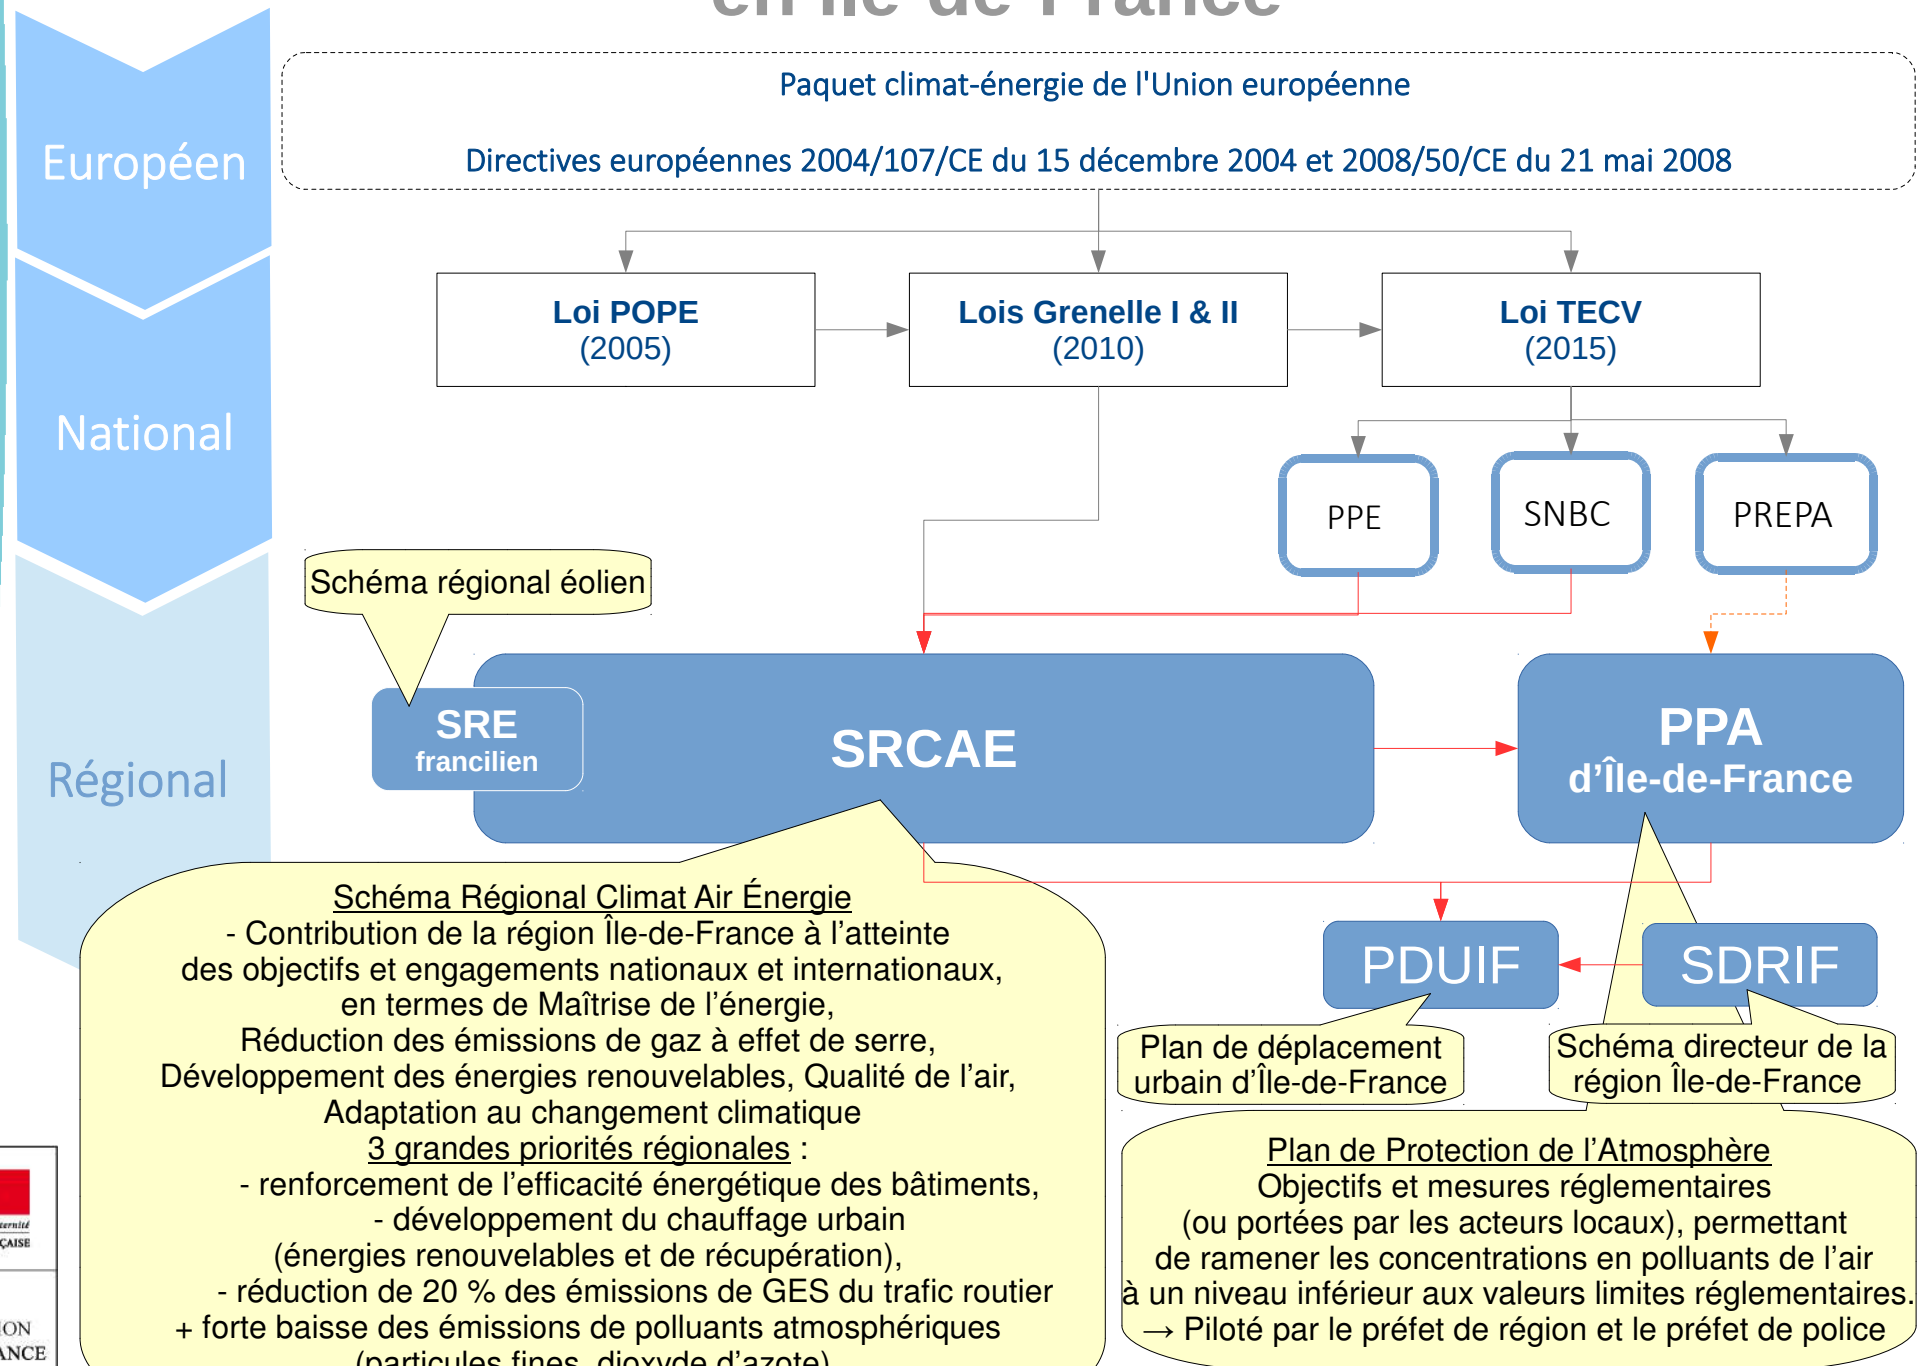 en Île-de-France
Paquet climat-énergie de l'Union européenne
Directives européennes 2004/107/CE du 15 décembre 2004 et 2008/50/CE du 21 mai 2008
Européen
Loi POPE
(2005)
Lois Grenelle I & II
(2010)
Loi TECV
(2015)
National
PPE
SNBC
PREPA
Schéma régional éolien
SRE
francilien
SRCAE
PPA
d’Île-de-France
Régional
Schéma Régional Climat Air Énergie
- Contribution de la région Île-de-France à l’atteinte
des objectifs et engagements nationaux et internationaux,
en termes de Maîtrise de l’énergie,
Réduction des émissions de gaz à effet de serre,
Développement des énergies renouvelables, Qualité de l’air,
Adaptation au changement climatique
3 grandes priorités régionales :
- renforcement de l’efficacité énergétique des bâtiments,
- développement du chauffage urbain
(énergies renouvelables et de récupération),
- réduction de 20 % des émissions de GES du trafic routier
+ forte baisse des émissions de polluants atmosphériques
(particules fines, dioxyde d’azote)
PDUIF
SDRIF
Plan de déplacement
urbain d’Île-de-France
Schéma directeur de la
région Île-de-France
Plan de Protection de l’Atmosphère
Objectifs et mesures réglementaires
(ou portées par les acteurs locaux), permettant
de ramener les concentrations en polluants de l’air
à un niveau inférieur aux valeurs limites réglementaires.
→ Piloté par le préfet de région et le préfet de police